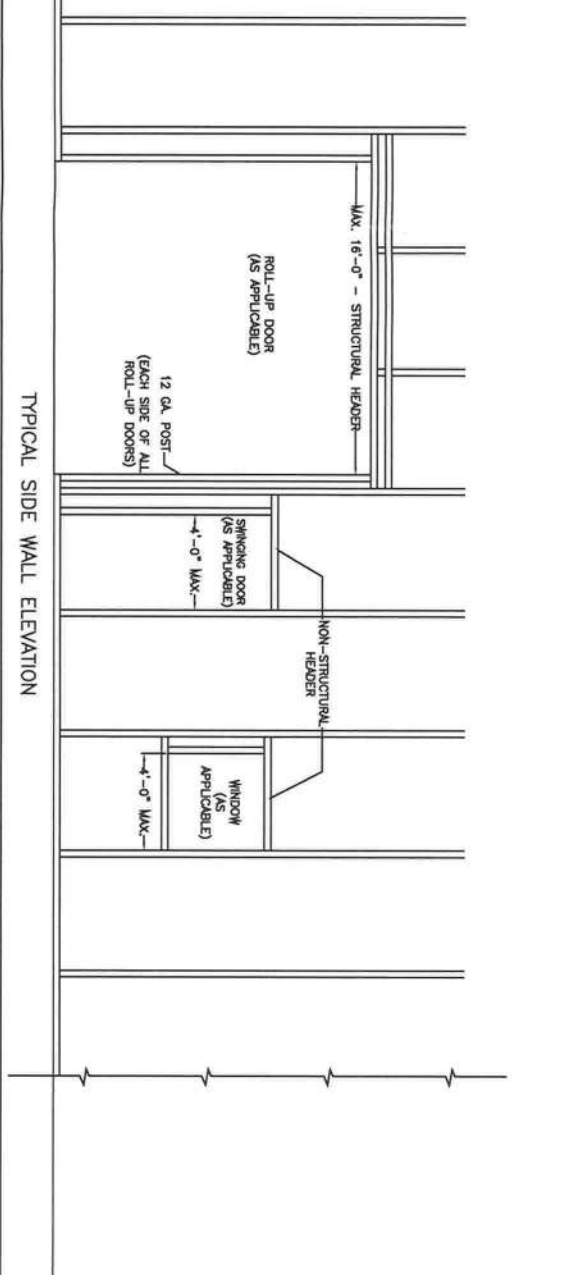 MAX. 16'-0" - STRUCTURAL HEADER
ROLL-UP DOOR
(AS APPLICABLE)
12 GA. POST
(EACH SIDE OF ALL
ROLL-UP DOORS)
SWINGING DOOR
(AS APPLICABLE)
4'-0" MAX.
NON-STRUCTURAL
HEADER
WINDOW
(AS
APPLICABLE)
4'-0" MAX.
TYPICAL SIDE WALL ELEVATION